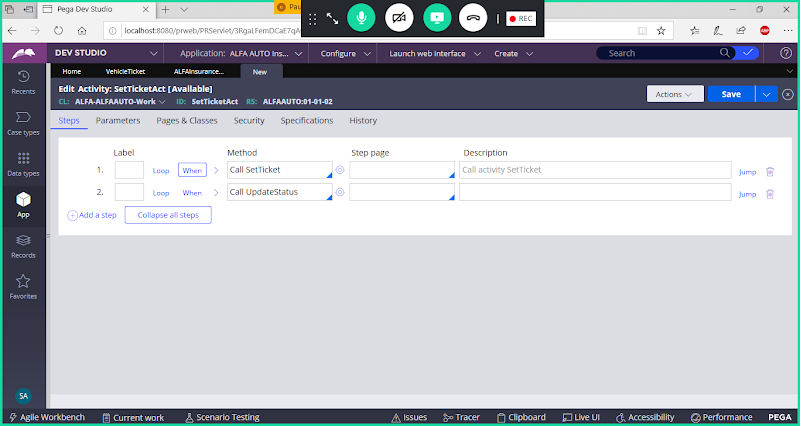 Pega Dev Studio
Pau
REC
localhost:8080/prweb/PRServlet/3RgaLFemDCaE7qA
ABP
DEV STUDIO
Application: ALFA AUTO Ins
Configure
Launch web interface
Create
Search
Home
VehicleTicket
ALFAInsurance...
New
Recents
Case types
Data types
App
Records
Favorites
SA
Edit Activity: SetTicketAct [Available]
CL: ALFA-ALFAAUTO-Work
ID: SetTicketAct
RS: ALFAAUTO:01-01-02
Actions
Save
Steps
Parameters
Pages & Classes
Security
Specifications
History
Label
Method
Step page
Description
1. Loop When Call SetTicket Call activity SetTicket Jump
2. Loop When Call UpdateStatus Jump
Add a step
Collapse all steps
Agile Workbench
Current work
Scenario Testing
Issues
Tracer
Clipboard
Live UI
Accessibility
Performance
PEGA